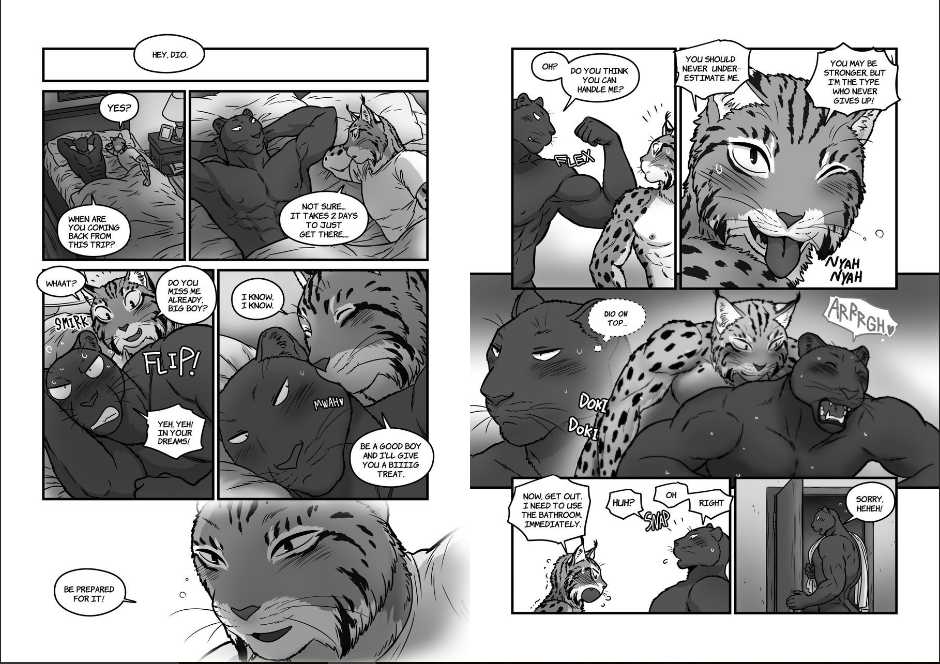 HEY, DIO.
YES?
WHEN ARE
YOU COMING
BACK FROM
THIS TRIP?
NOT SURE...
IT TAKES 2 DAYS
TO JUST
GET THERE...
WHAAT?
DO YOU
MISS ME
ALREADY,
BIG BOY?
SMIRK
FLIP!
YEH, YEH!
IN YOUR
DREAMS!
I KNOW,
I KNOW.
MWAH♥
BE A GOOD BOY
AND I'LL GIVE
YOU A BIIIIG
TREAT.
BE PREPARED
FOR IT!
OH?
DO YOU THINK
YOU CAN
HANDLE ME?
FLEX
YOU SHOULD
NEVER UNDER-
ESTIMATE ME.
YOU MAY BE
STRONGER, BUT
I'M THE TYPE
WHO NEVER
GIVES UP!
NYAH
NYAH
DIO ON
TOP...
DOKI
DOKI
ARRRGH♥
NOW, GET OUT.
I NEED TO USE
THE BATHROOM.
IMMEDIATELY.
HUH?
SNAP
OH
RIGHT
SORRY,
HEHEH!